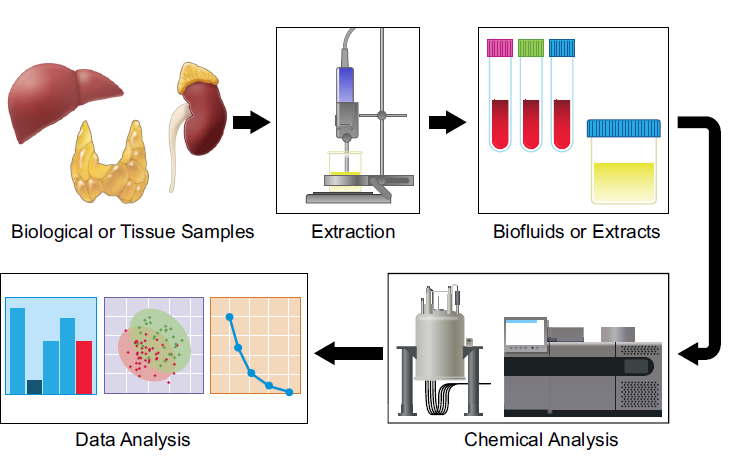 Biological or Tissue Samples
Extraction
Biofluids or Extracts
Data Analysis
Chemical Analysis